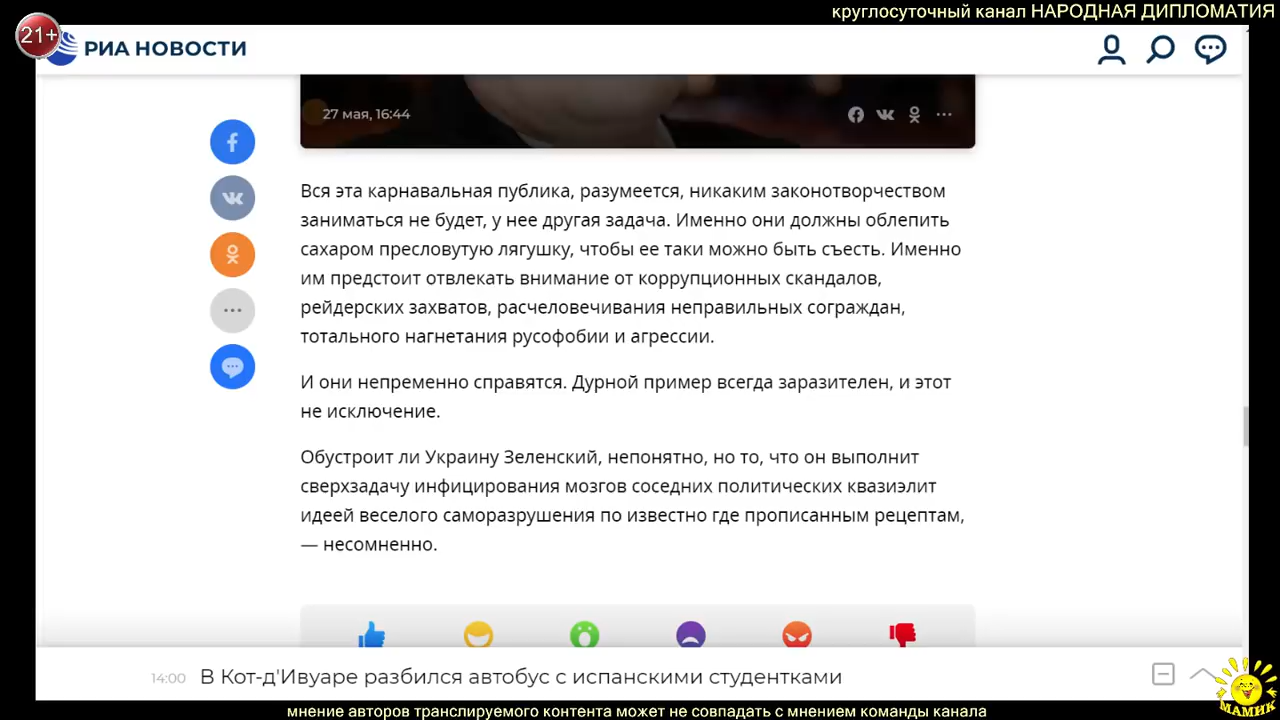 круглосуточный канал НАРОДНАЯ ДИПЛОМАТИЯ
21+
РИА НОВОСТИ
27 мая, 16:44
Вся эта карнавальная публика, разумеется, никаким законотворчеством
заниматься не будет, у нее другая задача. Именно они должны облепить
сахаром пресловутую лягушку, чтобы ее таки можно быть съесть. Именно
им предстоит отвлекать внимание от коррупционных скандалов,
рейдерских захватов, расчеловечивания неправильных сограждан,
тотального нагнетания русофобии и агрессии.
И они непременно справятся. Дурной пример всегда заразителен, и этот
не исключение.
Обустроит ли Украину Зеленский, непонятно, но то, что он выполнит
сверхзадачу инфицирования мозгов соседних политических квазиэлит
идеей веселого саморазрушения по известно где прописанным рецептам,
— несомненно.
14:00 В Кот-д'Ивуаре разбился автобус с испанскими студентками
МАМИК
мнение авторов транслируемого контента может не совпадать с мнением команды канала